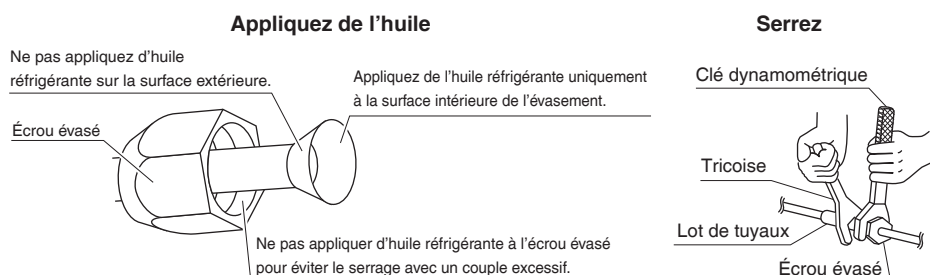 Appliquez de l’huile
Ne pas appliquez d’huile
réfrigérante sur la surface extérieure.
Appliquez de l’huile réfrigérante uniquement
à la surface intérieure de l’évasement.
Écrou évasé
Ne pas appliquer d’huile réfrigérante à l’écrou évasé
pour éviter le serrage avec un couple excessif.
Serrez
Clé dynamométrique
Tricoise
Lot de tuyaux
Écrou évasé